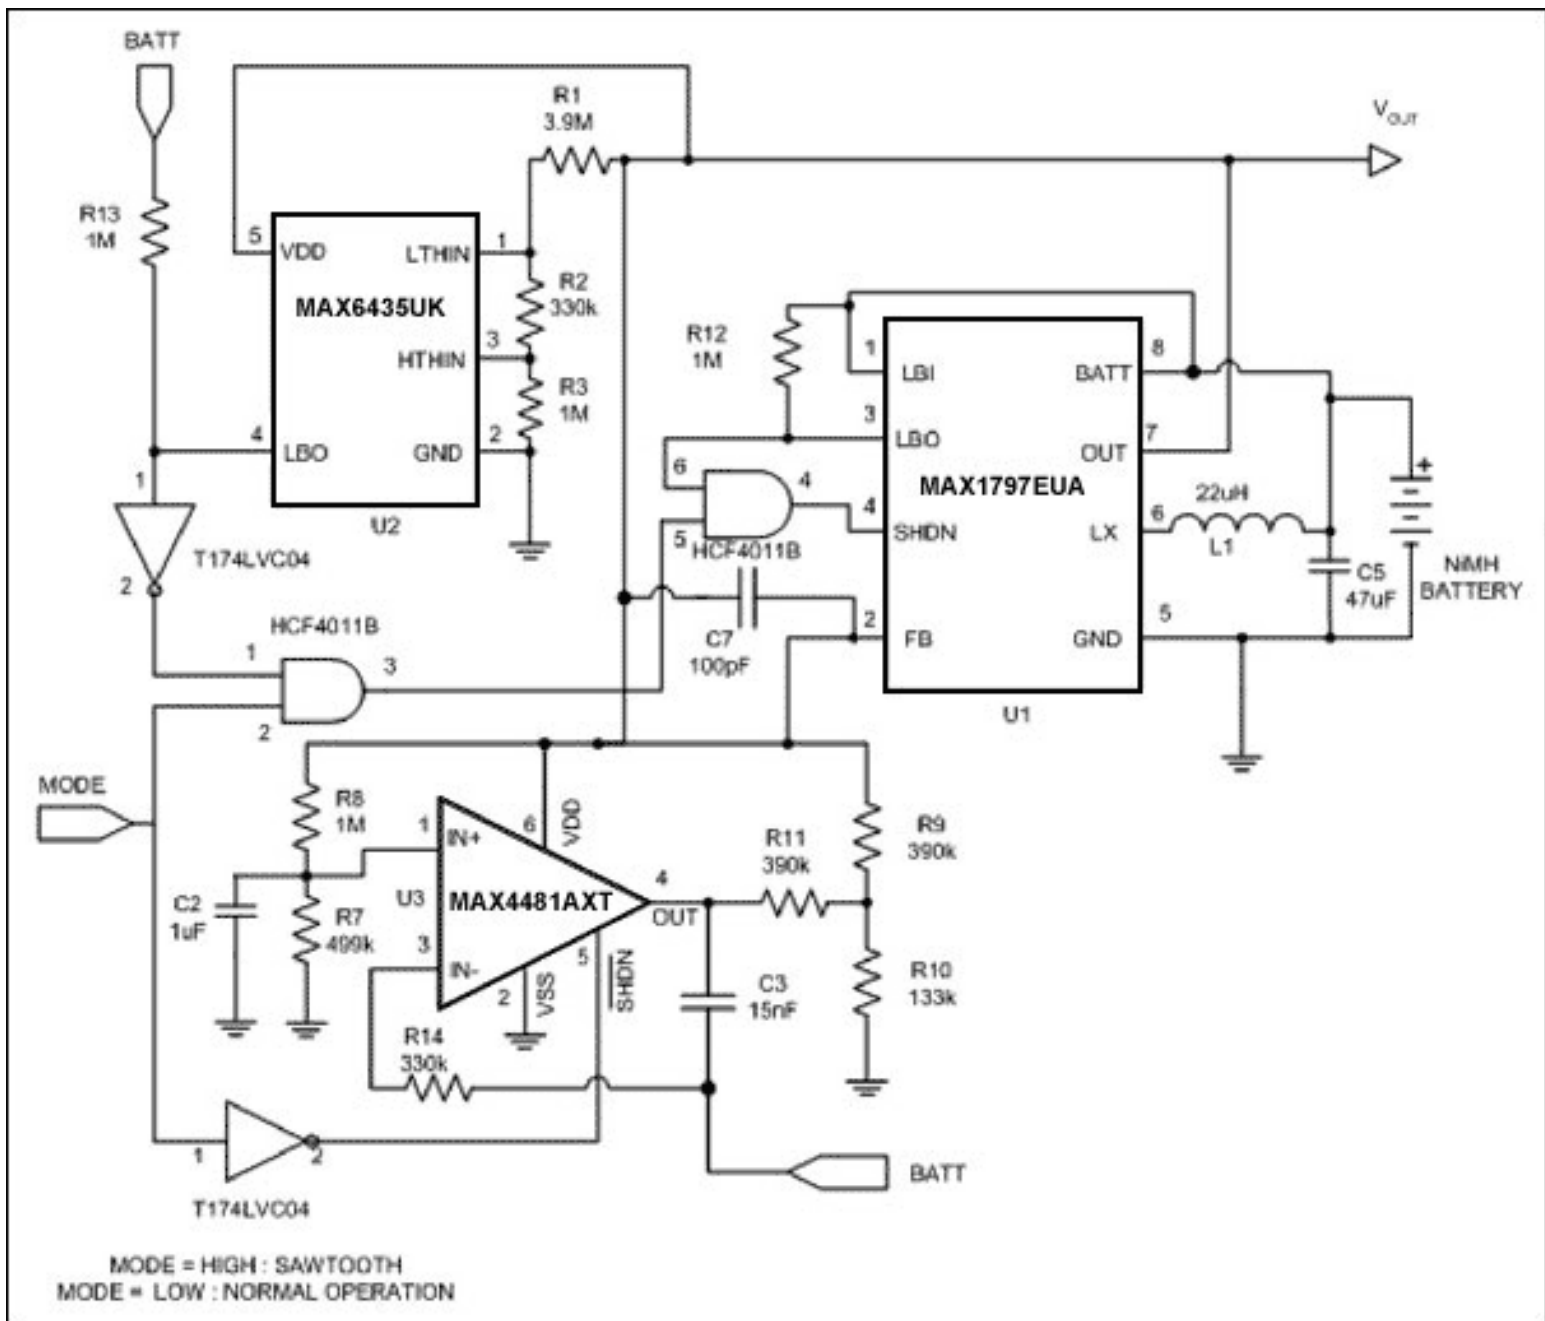 BATT
R1
3.9M
VOUT
R13
1M
5
VDD
LTHIN
1
MAX6435UK
R2
330k
3
HTHIN
R3
1M
4
LBO
GND
2
U2
R12
1M
1
LBI
BATT
8
3
LBO
OUT
7
MAX1797EUA
6
5
4
HCF4011B
4
SHDN
LX
6
22uH
L1
+
NiMH
BATTERY
C5
47uF
2
FB
GND
5
U1
C7
100pF
1
T174LVC04
2
HCF4011B
1
2
3
MODE
R8
1M
C2
1uF
R7
499k
1
IN+
6
VDD
U3
MAX4481AXT
4
OUT
3
IN-
2
VSS
5
SHDN
R11
390k
R9
390k
R10
133k
C3
15nF
R14
330k
1
2
T174LVC04
BATT
MODE = HIGH : SAWTOOTH
MODE = LOW : NORMAL OPERATION